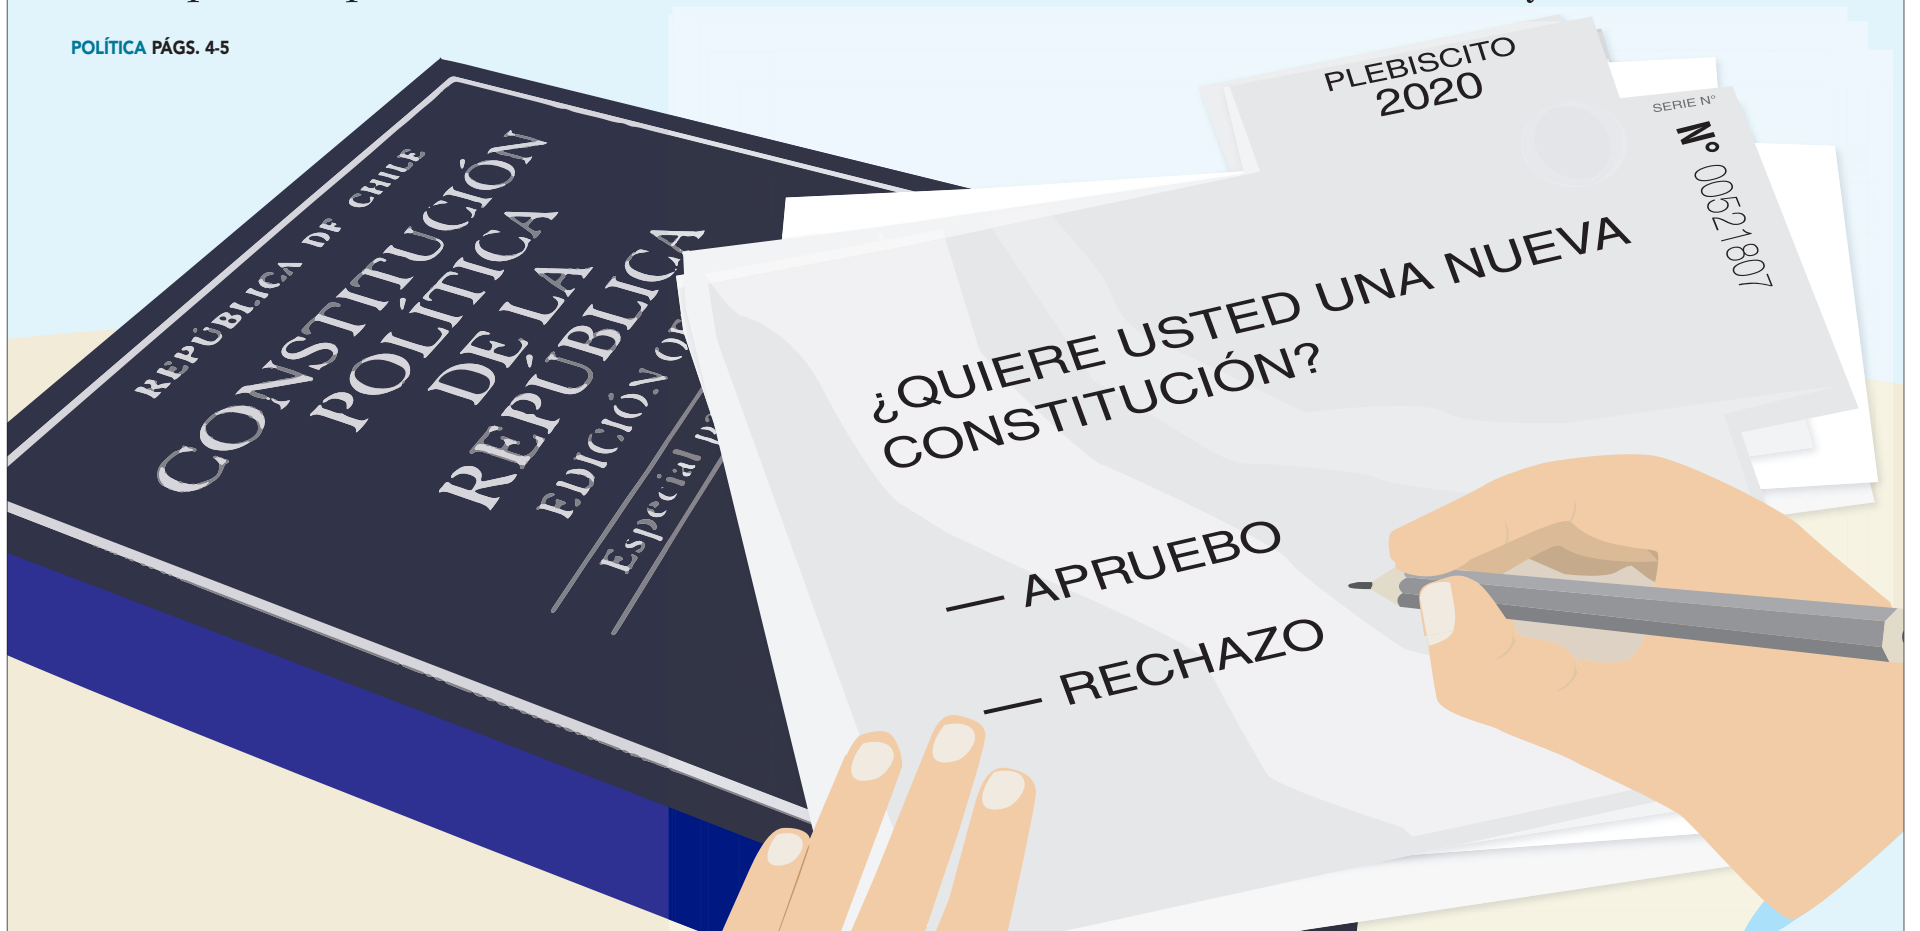 POLÍTICA PÁGS. 4-5
REPÚBLICA DE CHILE
CONSTITUCIÓN
POLÍTICA
DE LA
REPÚBLICA
EDICIÓN
Especial
PLEBISCITO
2020
SERIE N°
N° 00521807
¿QUIERE USTED UNA NUEVA
CONSTITUCIÓN?
— APRUEBO
— RECHAZO